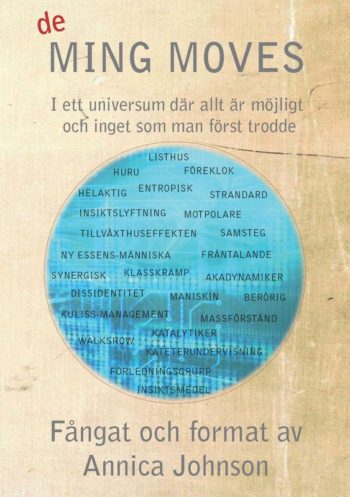 de
MING MOVES
I ett universum där allt är möjligt
och inget som man först trodde
LISTHUS
HURU FÖREKLOK
HELAKTIG ENTROPISK STRANDARD
INSIKTSLYFTNING MOTPOLARE
TILLVÄXTHUSEFFEKTEN SAMSTEG
NY ESSENS-MÄNNISKA FRÅNTALANDE
SYNERGISK KLASSKRAMP AKADYNAMIKER
DISSIDENTITET MANISKIN BERÖRIG
KULISS-MANAGEMENT MASSFÖRSTÅND
WALKSROW KATALYTIKER
KATETERUNDERVISNING
FÖRLEDNINGSGRUPP
INSIKTSMEDEL
Fångat och format av
Annica Johnson